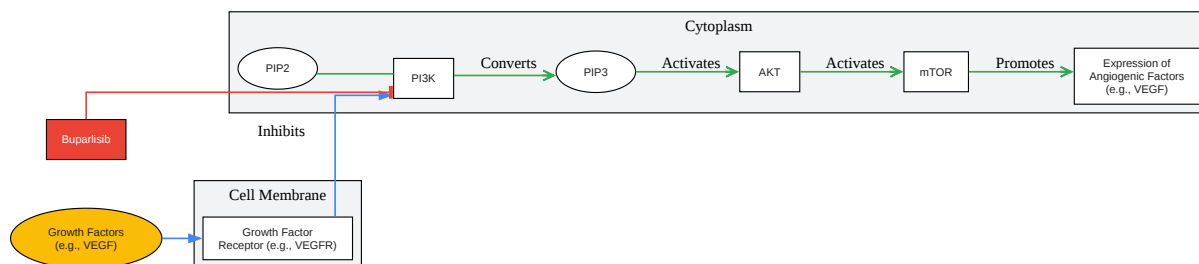 Cytoplasm
PIP2
PI3K
Converts
PIP3
Activates
AKT
Activates
mTOR
Promotes
Expression of
Angiogenic Factors
(e.g., VEGF)
Buparlisib
Inhibits
Cell Membrane
Growth Factors
(e.g., VEGF)
Growth Factor
Receptor (e.g., VEGFR)